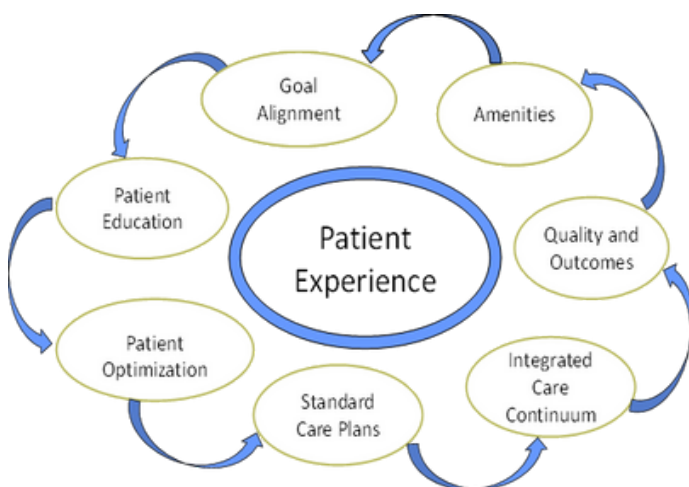 Goal
Alignment
Amenities
Patient
Education
Patient
Experience
Quality and
Outcomes
Patient
Optimization
Integrated
Care
Continuum
Standard
Care Plans